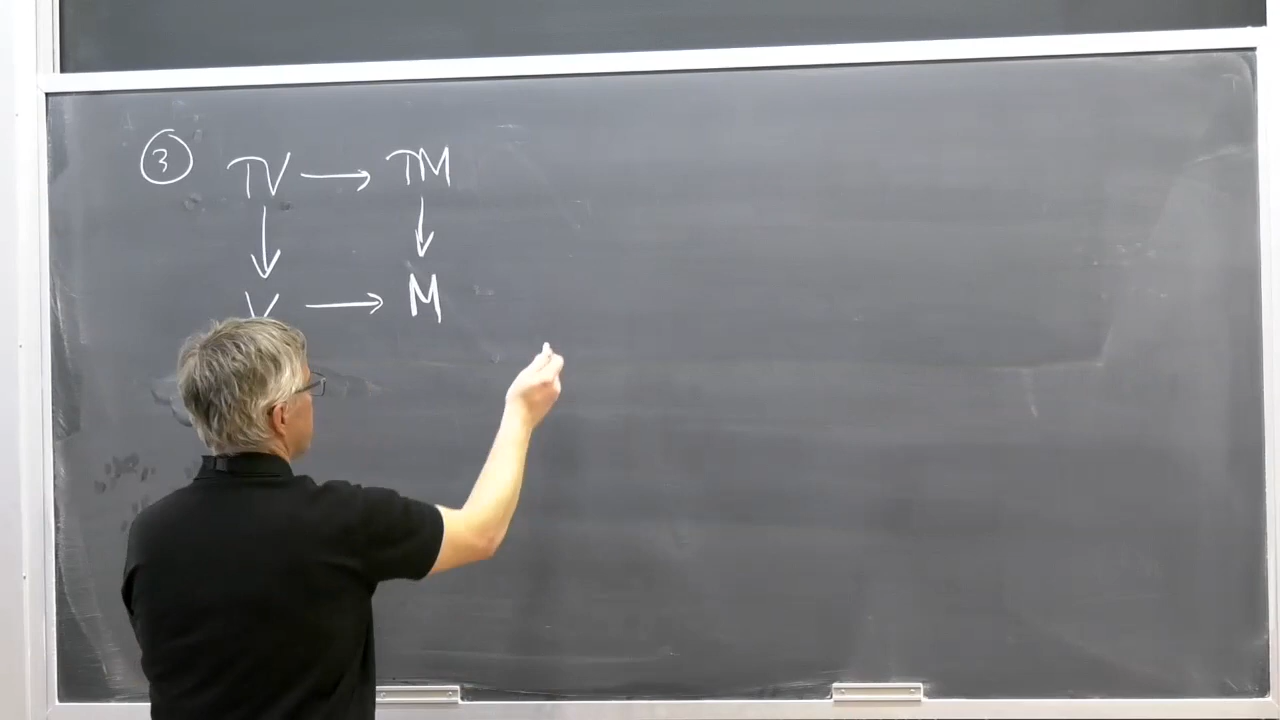 ③ TV → TM
↓ ↓
V → M